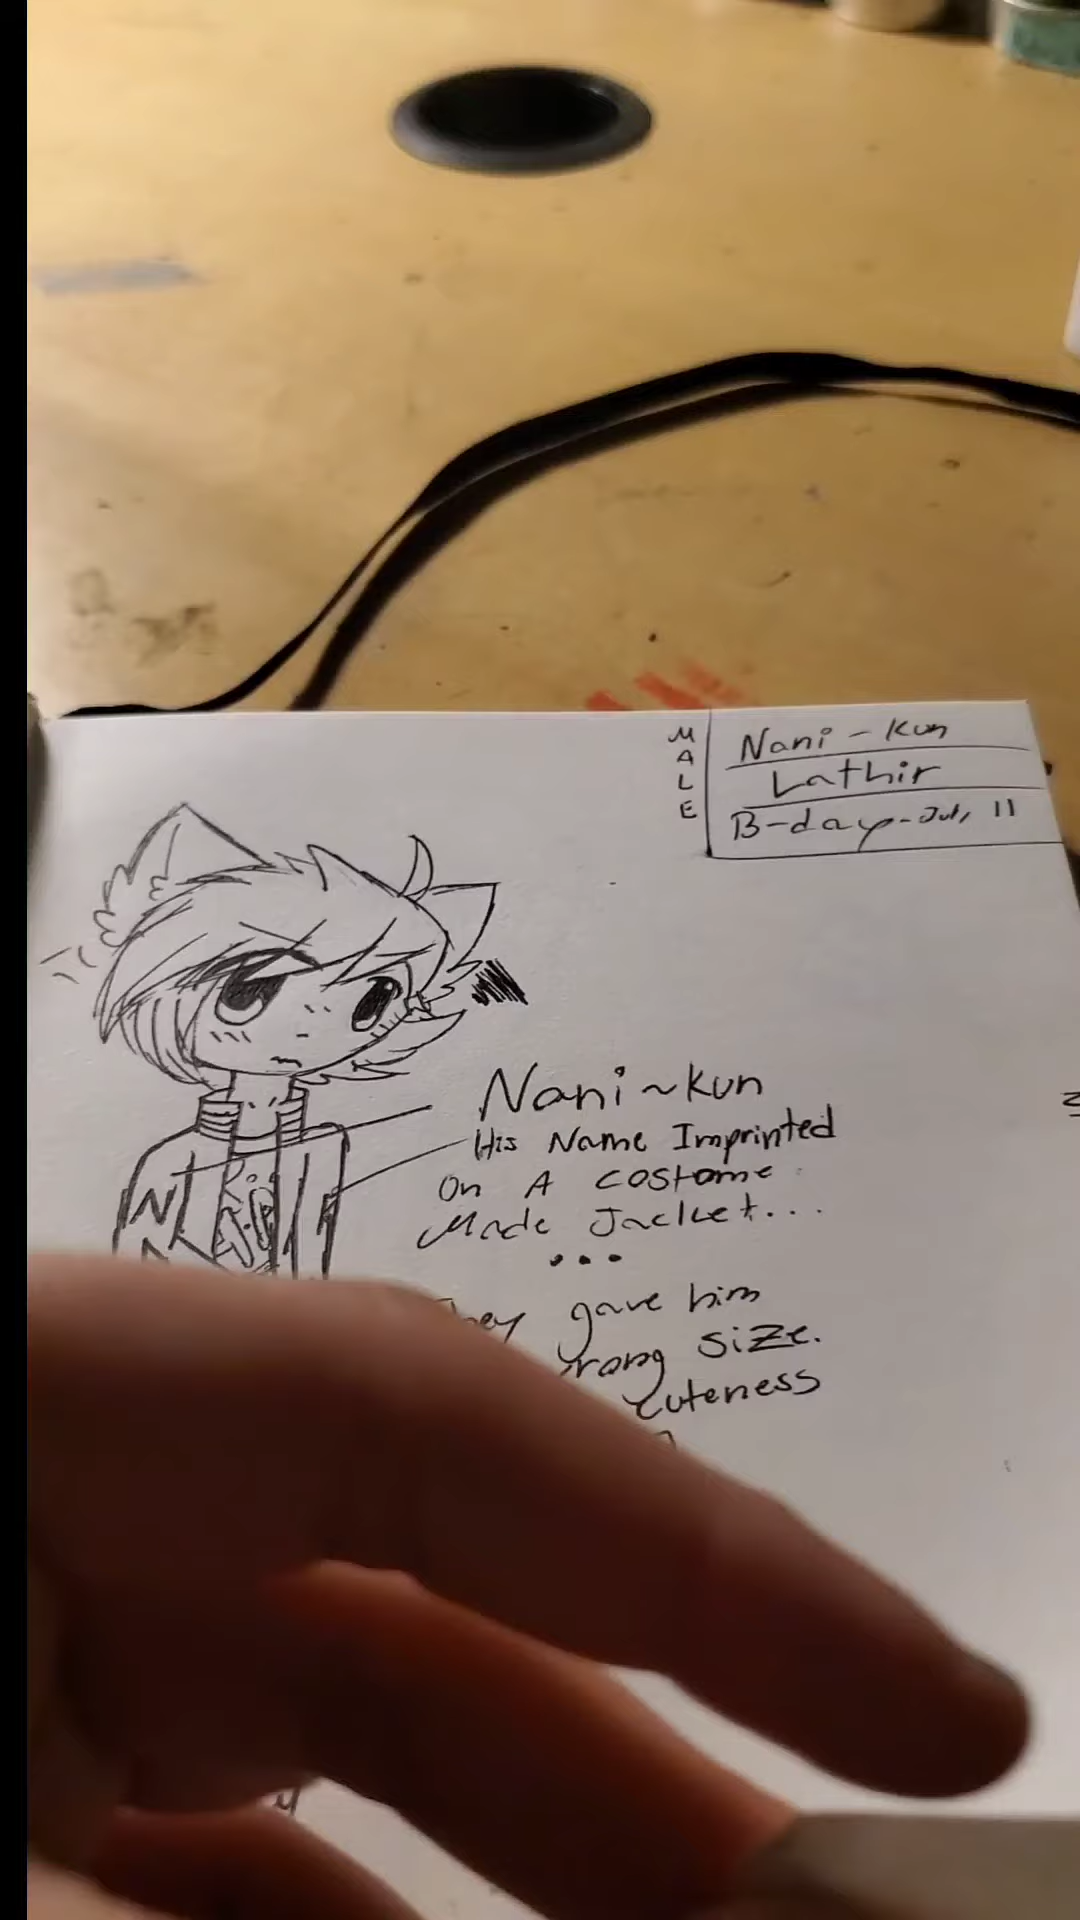 MALE
Nani-Kun
Lathir
B-day-Jul, 11
Nani~Kun
His Name Imprinted
On A costome
Made Jacket...
...
gave him
size.
cuteness